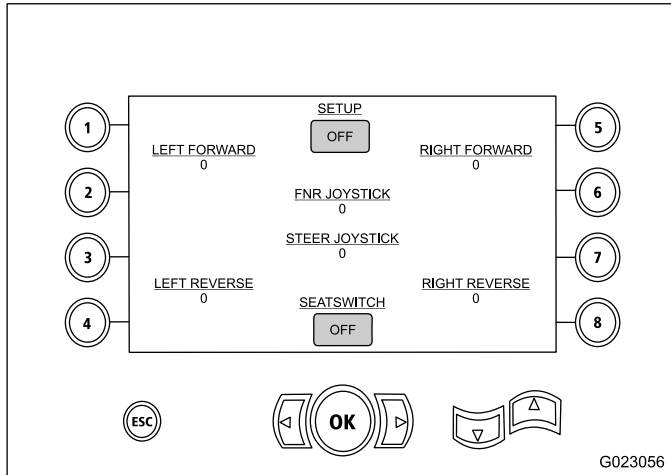 SETUP
1
5
OFF
LEFT FORWARD
0
RIGHT FORWARD
0
2
6
FNR JOYSTICK
0
STEER JOYSTICK
0
3
7
LEFT REVERSE
0
RIGHT REVERSE
0
SEATSWITCH
OFF
4
8
ESC
OK
G023056